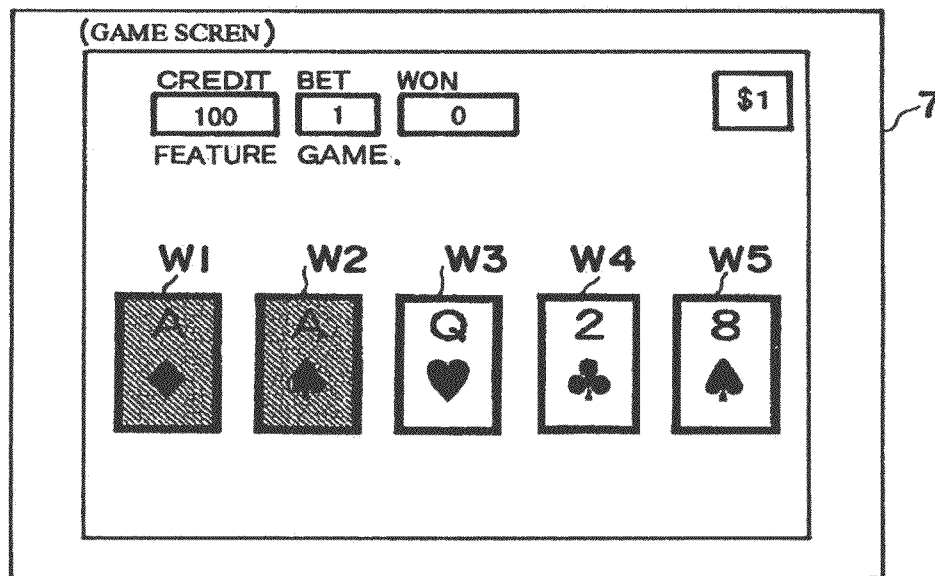 (GAME SCREN)
CREDIT BET WON
100 1 0 $1
7
FEATURE GAME.
W1 W2 W3 W4 W5
A A Q 2 8